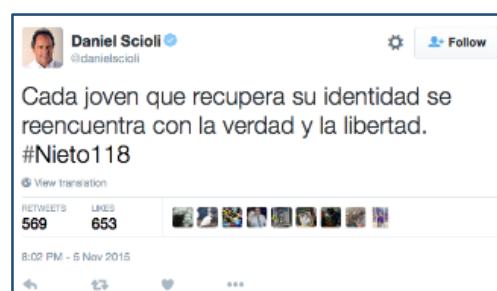 Daniel Scioli
@danielscioli
Follow
Cada joven que recupera su identidad se
reencuentra con la verdad y la libertad.
#Nieto118
View translation
RETWEETS LIKES
569 653
8:02 PM - 5 Nov 2015